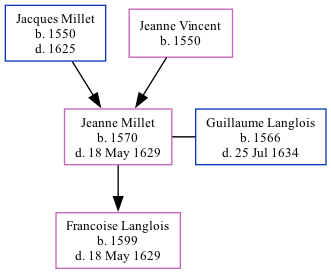 Jacques Millet
b. 1550
d. 1625
Jeanne Vincent
b. 1550
Jeanne Millet
b. 1570
d. 18 May 1629
Guillaume Langlois
b. 1566
d. 25 Jul 1634
Francoise Langlois
b. 1599
d. 18 May 1629